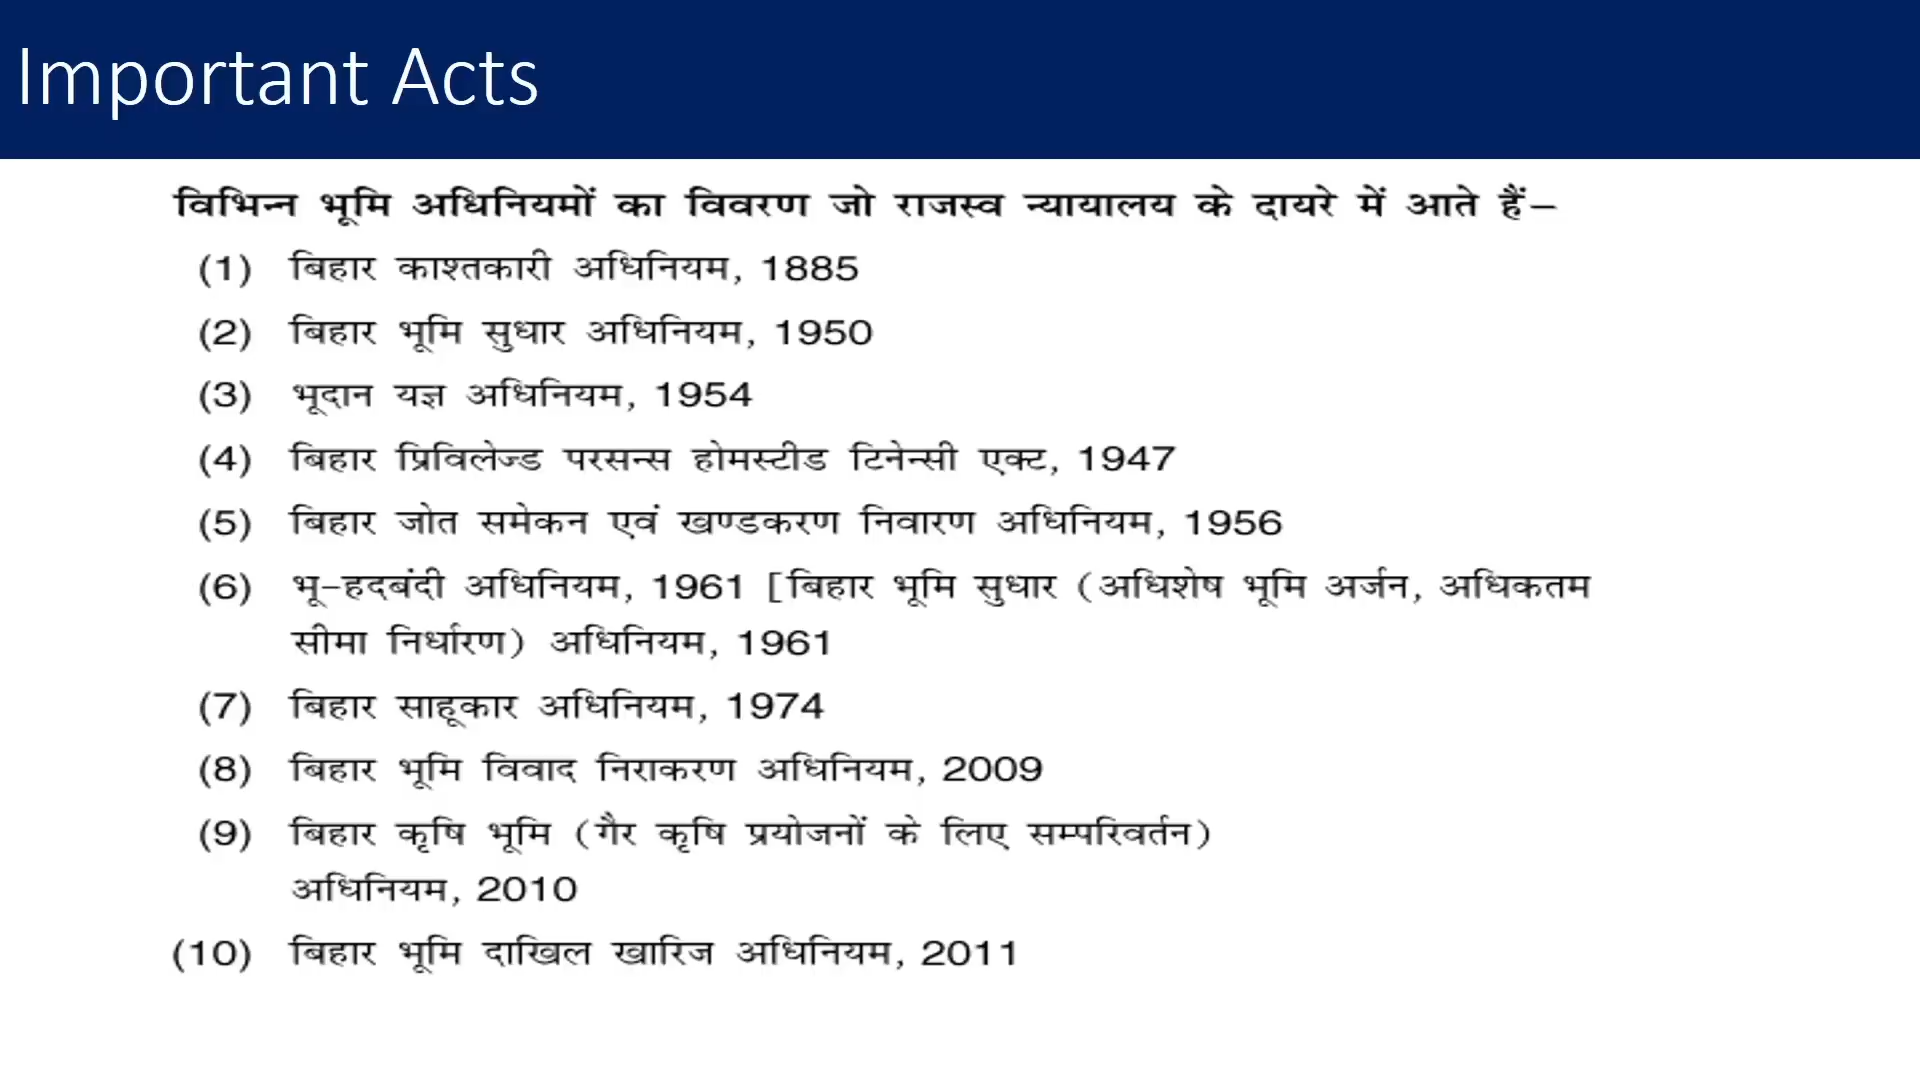 Important Acts
विभिन्न भूमि अधिनियमों का विवरण जो राजस्व न्यायालय के दायरे में आते हैं–
(1) बिहार काश्तकारी अधिनियम, 1885
(2) बिहार भूमि सुधार अधिनियम, 1950
(3) भूदान यज्ञ अधिनियम, 1954
(4) बिहार प्रिविलेज्ड परसन्स होमस्टीड टिनेन्सी एक्ट, 1947
(5) बिहार जोत समेकन एवं खण्डकरण निवारण अधिनियम, 1956
(6) भू–हदबंदी अधिनियम, 1961 [बिहार भूमि सुधार (अधिशेष भूमि अर्जन, अधिकतम
सीमा निर्धारण) अधिनियम, 1961
(7) बिहार साहूकार अधिनियम, 1974
(8) बिहार भूमि विवाद निराकरण अधिनियम, 2009
(9) बिहार कृषि भूमि (गैर कृषि प्रयोजनों के लिए सम्परिवर्तन)
अधिनियम, 2010
(10) बिहार भूमि दाखिल खारिज अधिनियम, 2011